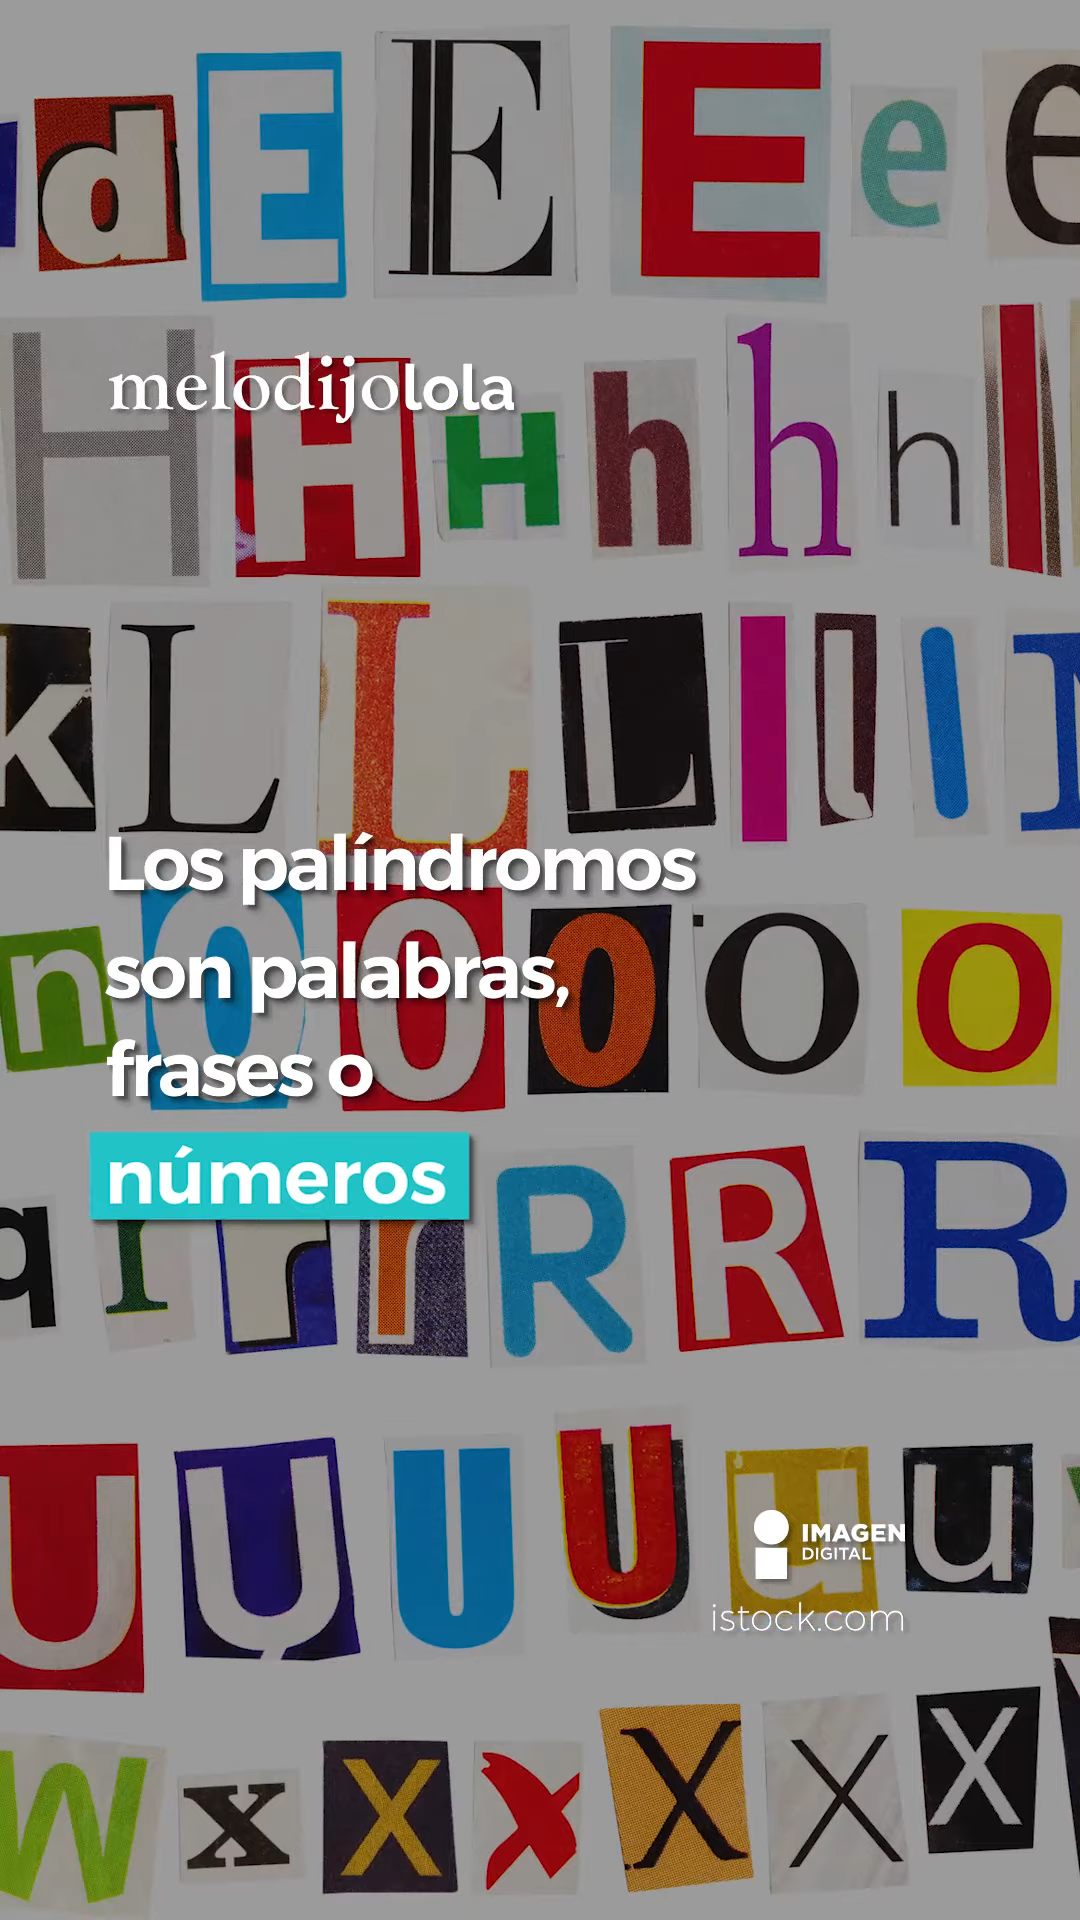 d E E E e e
H H H h h h I
melodijolola
k L L L l l l
Los palíndromos
n O O O O O
son palabras,
frases o
números
q r r r R R R
U U U U u u
IMAGEN
DIGITAL
istock.com
W x X x X X X